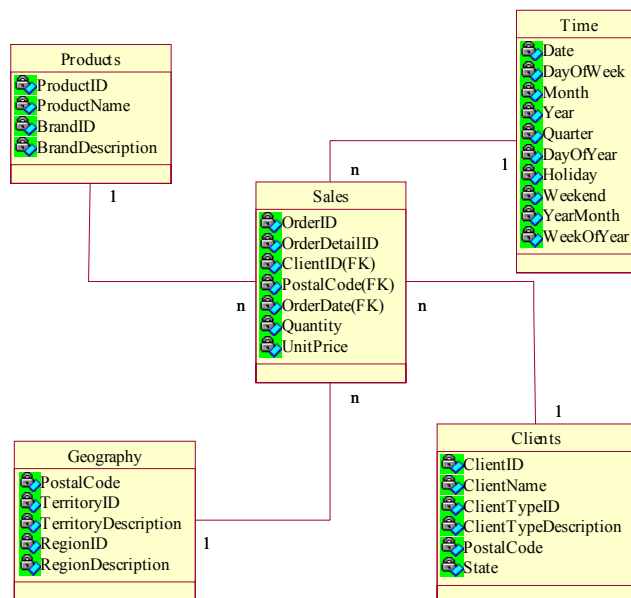 Products
ProductID
ProductName
BrandID
BrandDescription
1
Time
Date
DayOfWeek
Month
Year
Quarter
DayOfYear
Holiday
Weekend
YearMonth
WeekOfYear
1
n
Sales
OrderID
OrderDetailID
ClientID(FK)
PostalCode(FK)
OrderDate(FK)
Quantity
UnitPrice
n
n
n
Geography
PostalCode
TerritoryID
TerritoryDescription
RegionID
RegionDescription
1
1
Clients
ClientID
ClientName
ClientTypeID
ClientTypeDescription
PostalCode
State